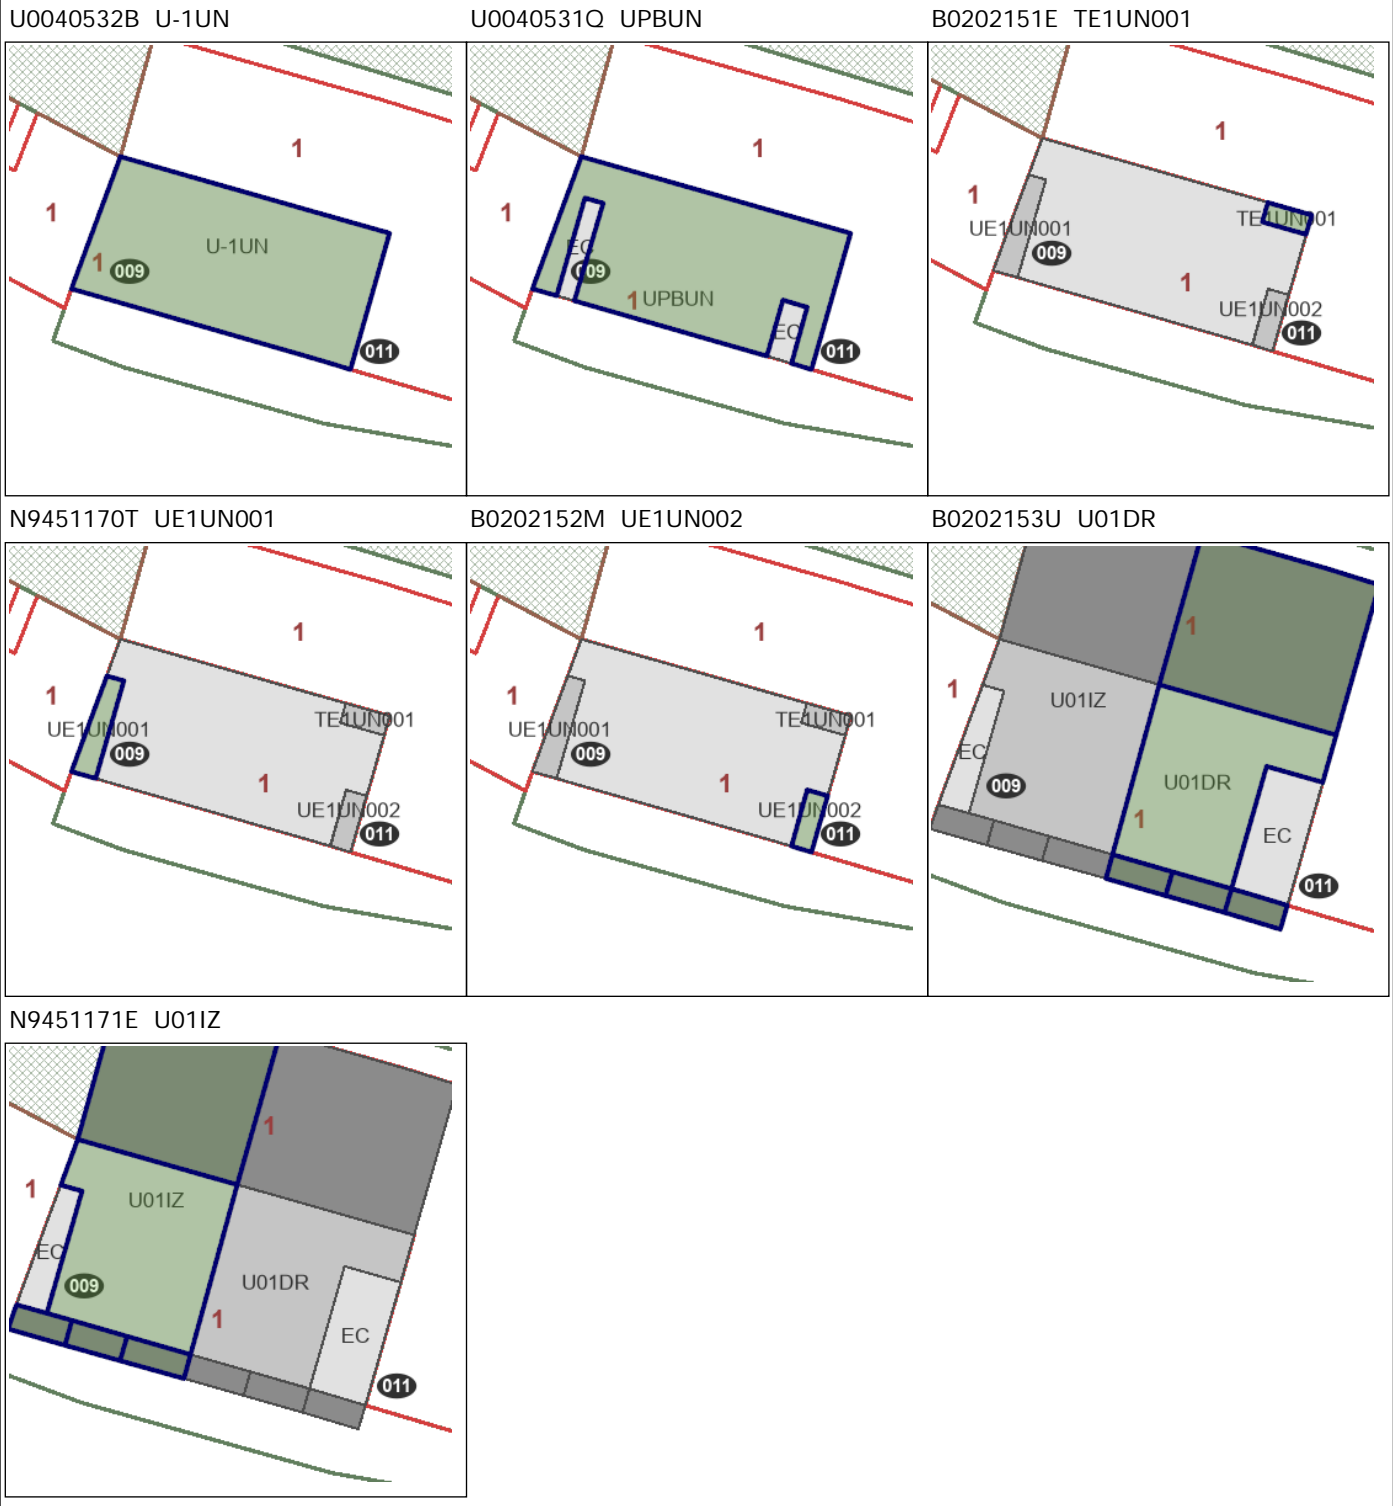 U0040532B U-1UN
U0040531Q UPBUN
B0202151E TE1UN001
1
1
U-1UN
1
009
011
1
1
EC
009
1
UPBUN
EC
011
1
1
TE1UN001
UE1UN001
009
1
UE1UN002
011
N9451170T UE1UN001
B0202152M UE1UN002
B0202153U U01DR
1
1
TE1UN001
UE1UN001
009
1
UE1UN002
011
1
1
TE1UN001
UE1UN001
009
1
UE1UN002
011
1
1
U01IZ
EC
009
U01DR
1
EC
011
N9451171E U01IZ
1
1
U01IZ
EC
009
U01DR
1
EC
011